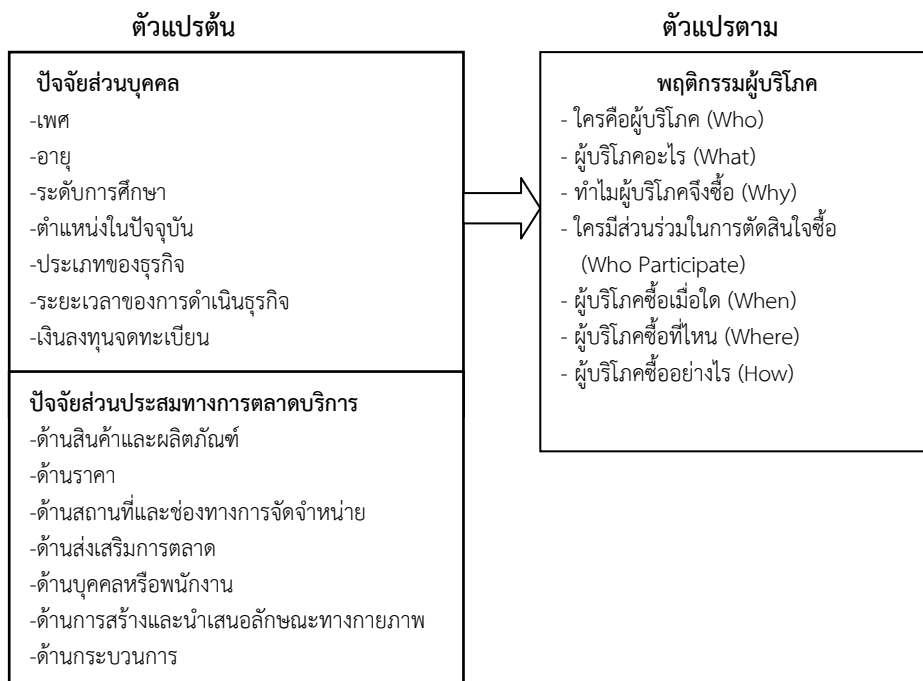 ตัวแปรต้น
ปัจจัยส่วนบุคคล
-เพศ
-อายุ
-ระดับการศึกษา
-ตำแหน่งในปัจจุบัน
-ประเภทของธุรกิจ
-ระยะเวลาของการดำเนินธุรกิจ
-เงินลงทุนจดทะเบียน
ปัจจัยส่วนประสมทางการตลาดบริการ
-ด้านสินค้าและผลิตภัณฑ์
-ด้านราคา
-ด้านสถานที่และช่องทางการจัดจำหน่าย
-ด้านส่งเสริมการตลาด
-ด้านบุคคลหรือพนักงาน
-ด้านการสร้างและนำเสนอลักษณะทางกายภาพ
-ด้านกระบวนการ
ตัวแปรตาม
พฤติกรรมผู้บริโภค
- ใครคือผู้บริโภค (Who)
- ผู้บริโภคอะไร (What)
- ทำไมผู้บริโภคจึงซื้อ (Why)
- ใครมีส่วนร่วมในการตัดสินใจซื้อ
(Who Participate)
- ผู้บริโภคซื้อเมื่อใด (When)
- ผู้บริโภคซื้อที่ไหน (Where)
- ผู้บริโภคซื้ออย่างไร (How)